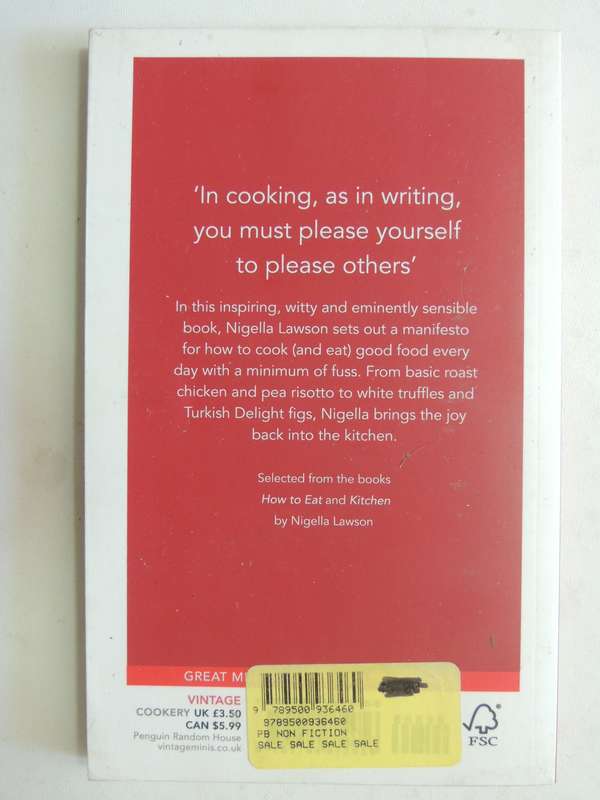 ‘In cooking, as in writing,
you must please yourself
to please others’
In this inspiring, witty and eminently sensible
book, Nigella Lawson sets out a manifesto
for how to cook (and eat) good food every
day with a minimum of fuss. From basic roast
chicken and pea risotto to white truffles and
Turkish Delight figs, Nigella brings the joy
back into the kitchen.
Selected from the books
How to Eat and Kitchen
by Nigella Lawson
GREAT
VINTAGE
COOKERY UK £3.50
CAN $5.99
Penguin Random House
vintageminis.co.uk
9 789500 936460
9789500936460
PB NON FICTION
SALE SALE SALE SALE
FSC